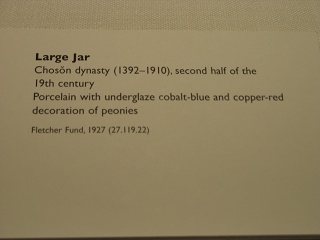 Large Jar
Chosŏn dynasty (1392–1910), second half of the
19th century
Porcelain with underglaze cobalt-blue and copper-red
decoration of peonies
Fletcher Fund, 1927 (27.119.22)